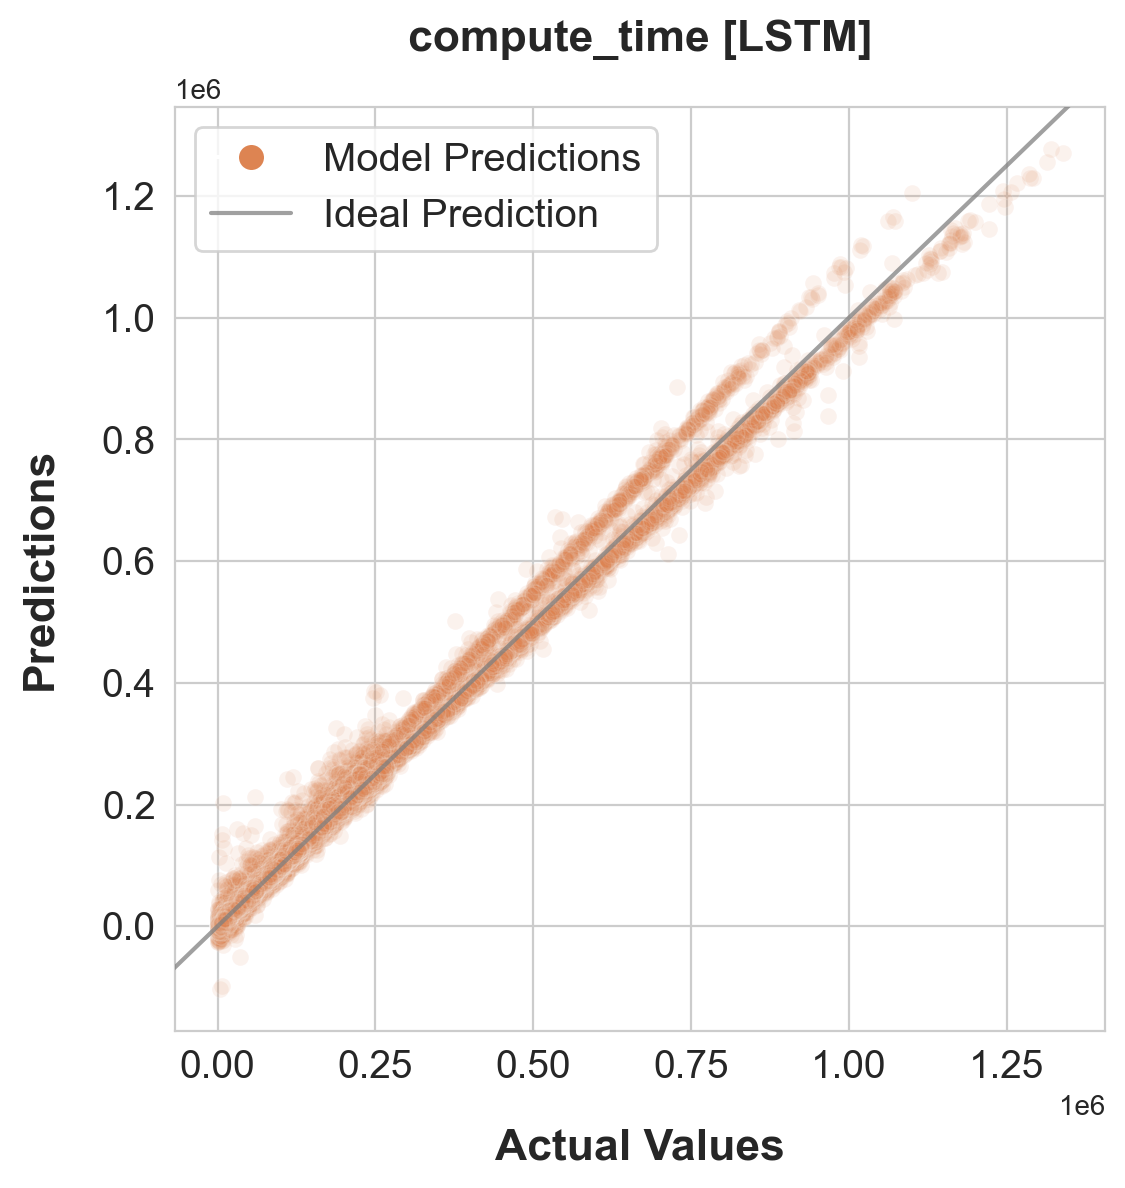 compute_time [LSTM]
1e6
Model Predictions
Ideal Prediction
1.2
1.0
0.8
0.6
0.4
0.2
0.0
Predictions
0.00 0.25 0.50 0.75 1.00 1.25
1e6
Actual Values